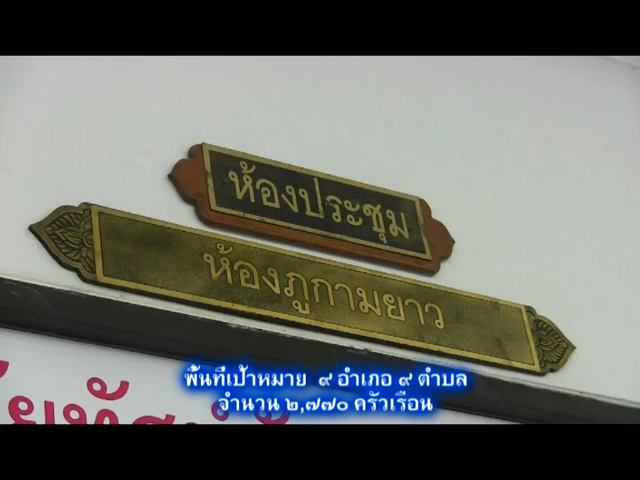 ห้องประชุม
ห้องภูกามยาว
พื้นที่เป้าหมาย ๙ อำเภอ ๙ ตำบล
จำนวน ๒,๗๗๐ ครัวเรือน